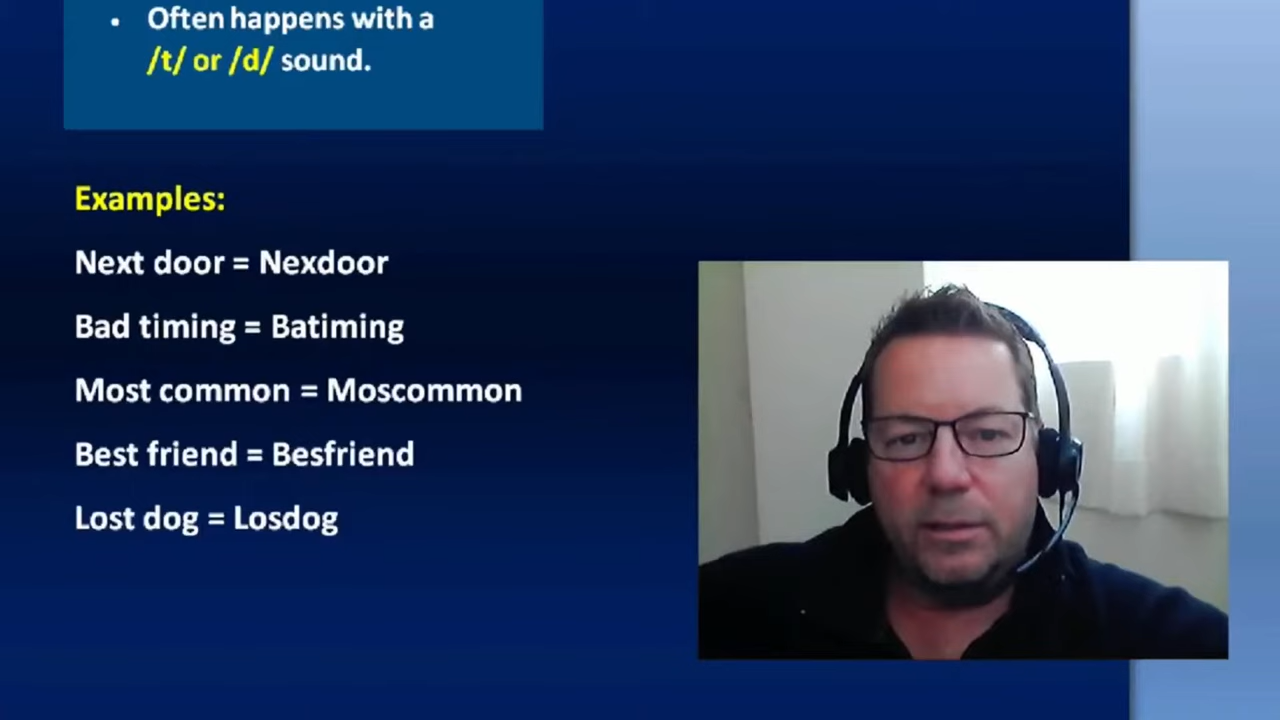 • Often happens with a
/t/ or /d/ sound.
Examples:
Next door = Nexdoor
Bad timing = Batiming
Most common = Moscommon
Best friend = Besfriend
Lost dog = Losdog